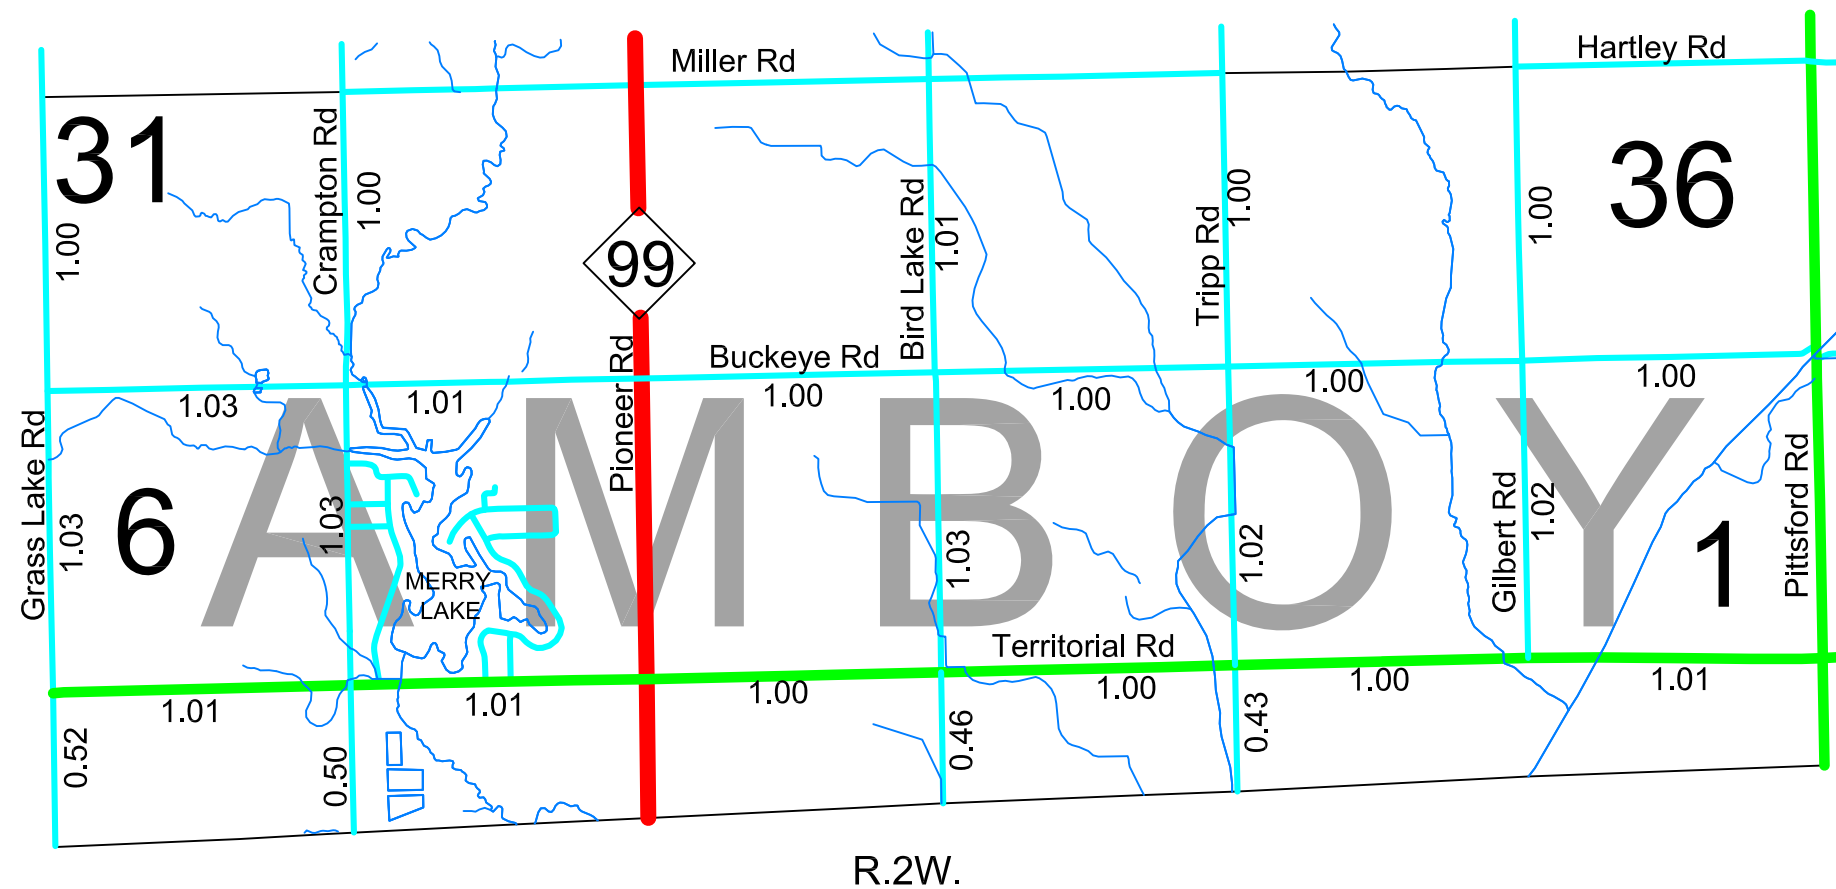 Miller Rd
Hartley Rd
31
36
Crampton Rd
1.00
1.00
99
Bird Lake Rd
1.01
Tripp Rd
1.00
1.00
Buckeye Rd
Pioneer Rd
1.03
1.01
1.00
1.00
1.00
1.00
AMBOY
Grass Lake Rd
1.03
6
1.03
MERRY
LAKE
1.03
1.02
Gilbert Rd
1.02
1
Pittsford Rd
Territorial Rd
1.01
1.01
1.00
1.00
1.00
1.01
0.52
0.50
0.46
0.43
R.2W.